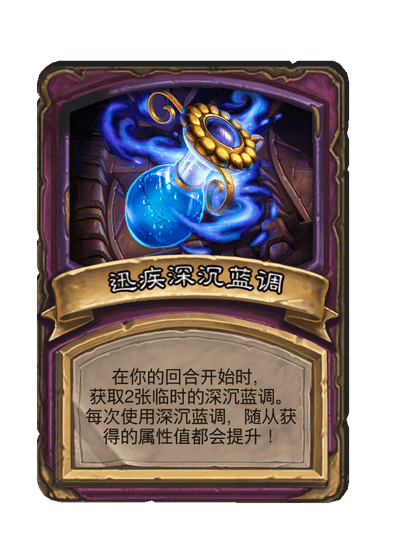 迅疾深沉蓝调
在你的回合开始时，
获取2张临时的深沉蓝调。
每次使用深沉蓝调，随从获
得的属性值都会提升！